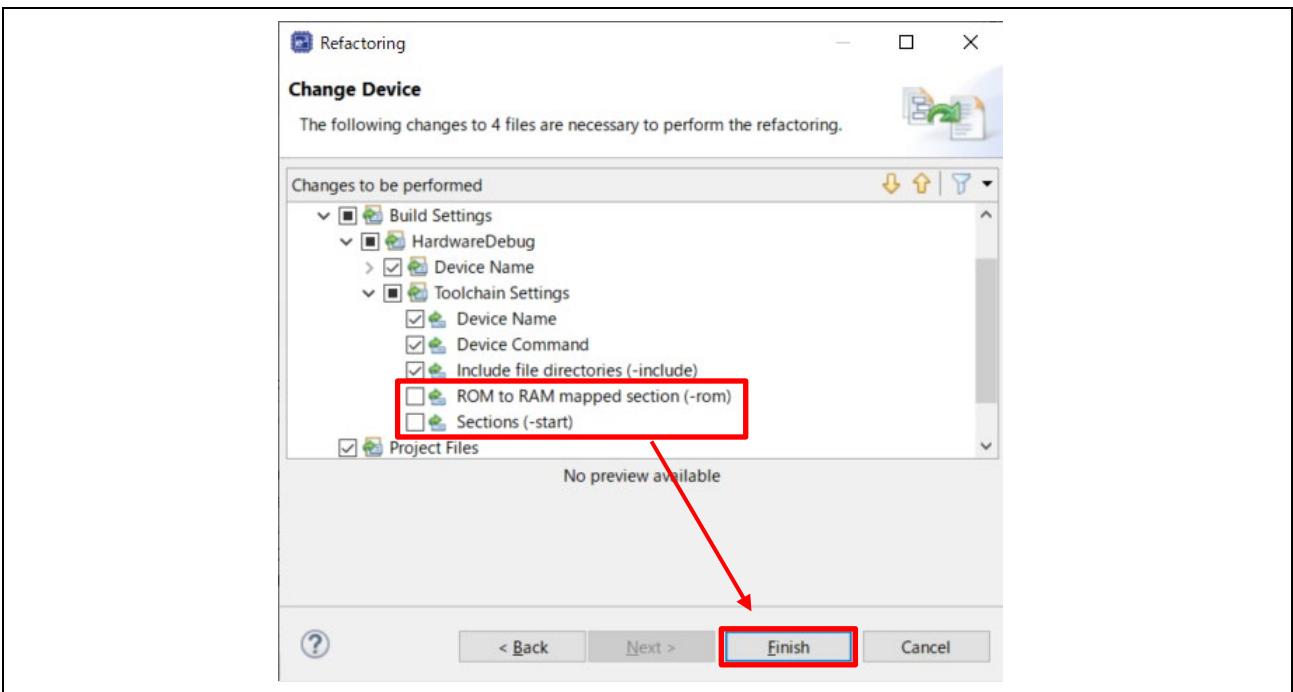 Refactoring
Change Device
The following changes to 4 files are necessary to perform the refactoring.
Changes to be performed
Build Settings
HardwareDebug
Device Name
Toolchain Settings
Device Name
Device Command
Include file directories (-include)
ROM to RAM mapped section (-rom)
Sections (-start)
Project Files
No preview available
? < Back Next > Finish Cancel